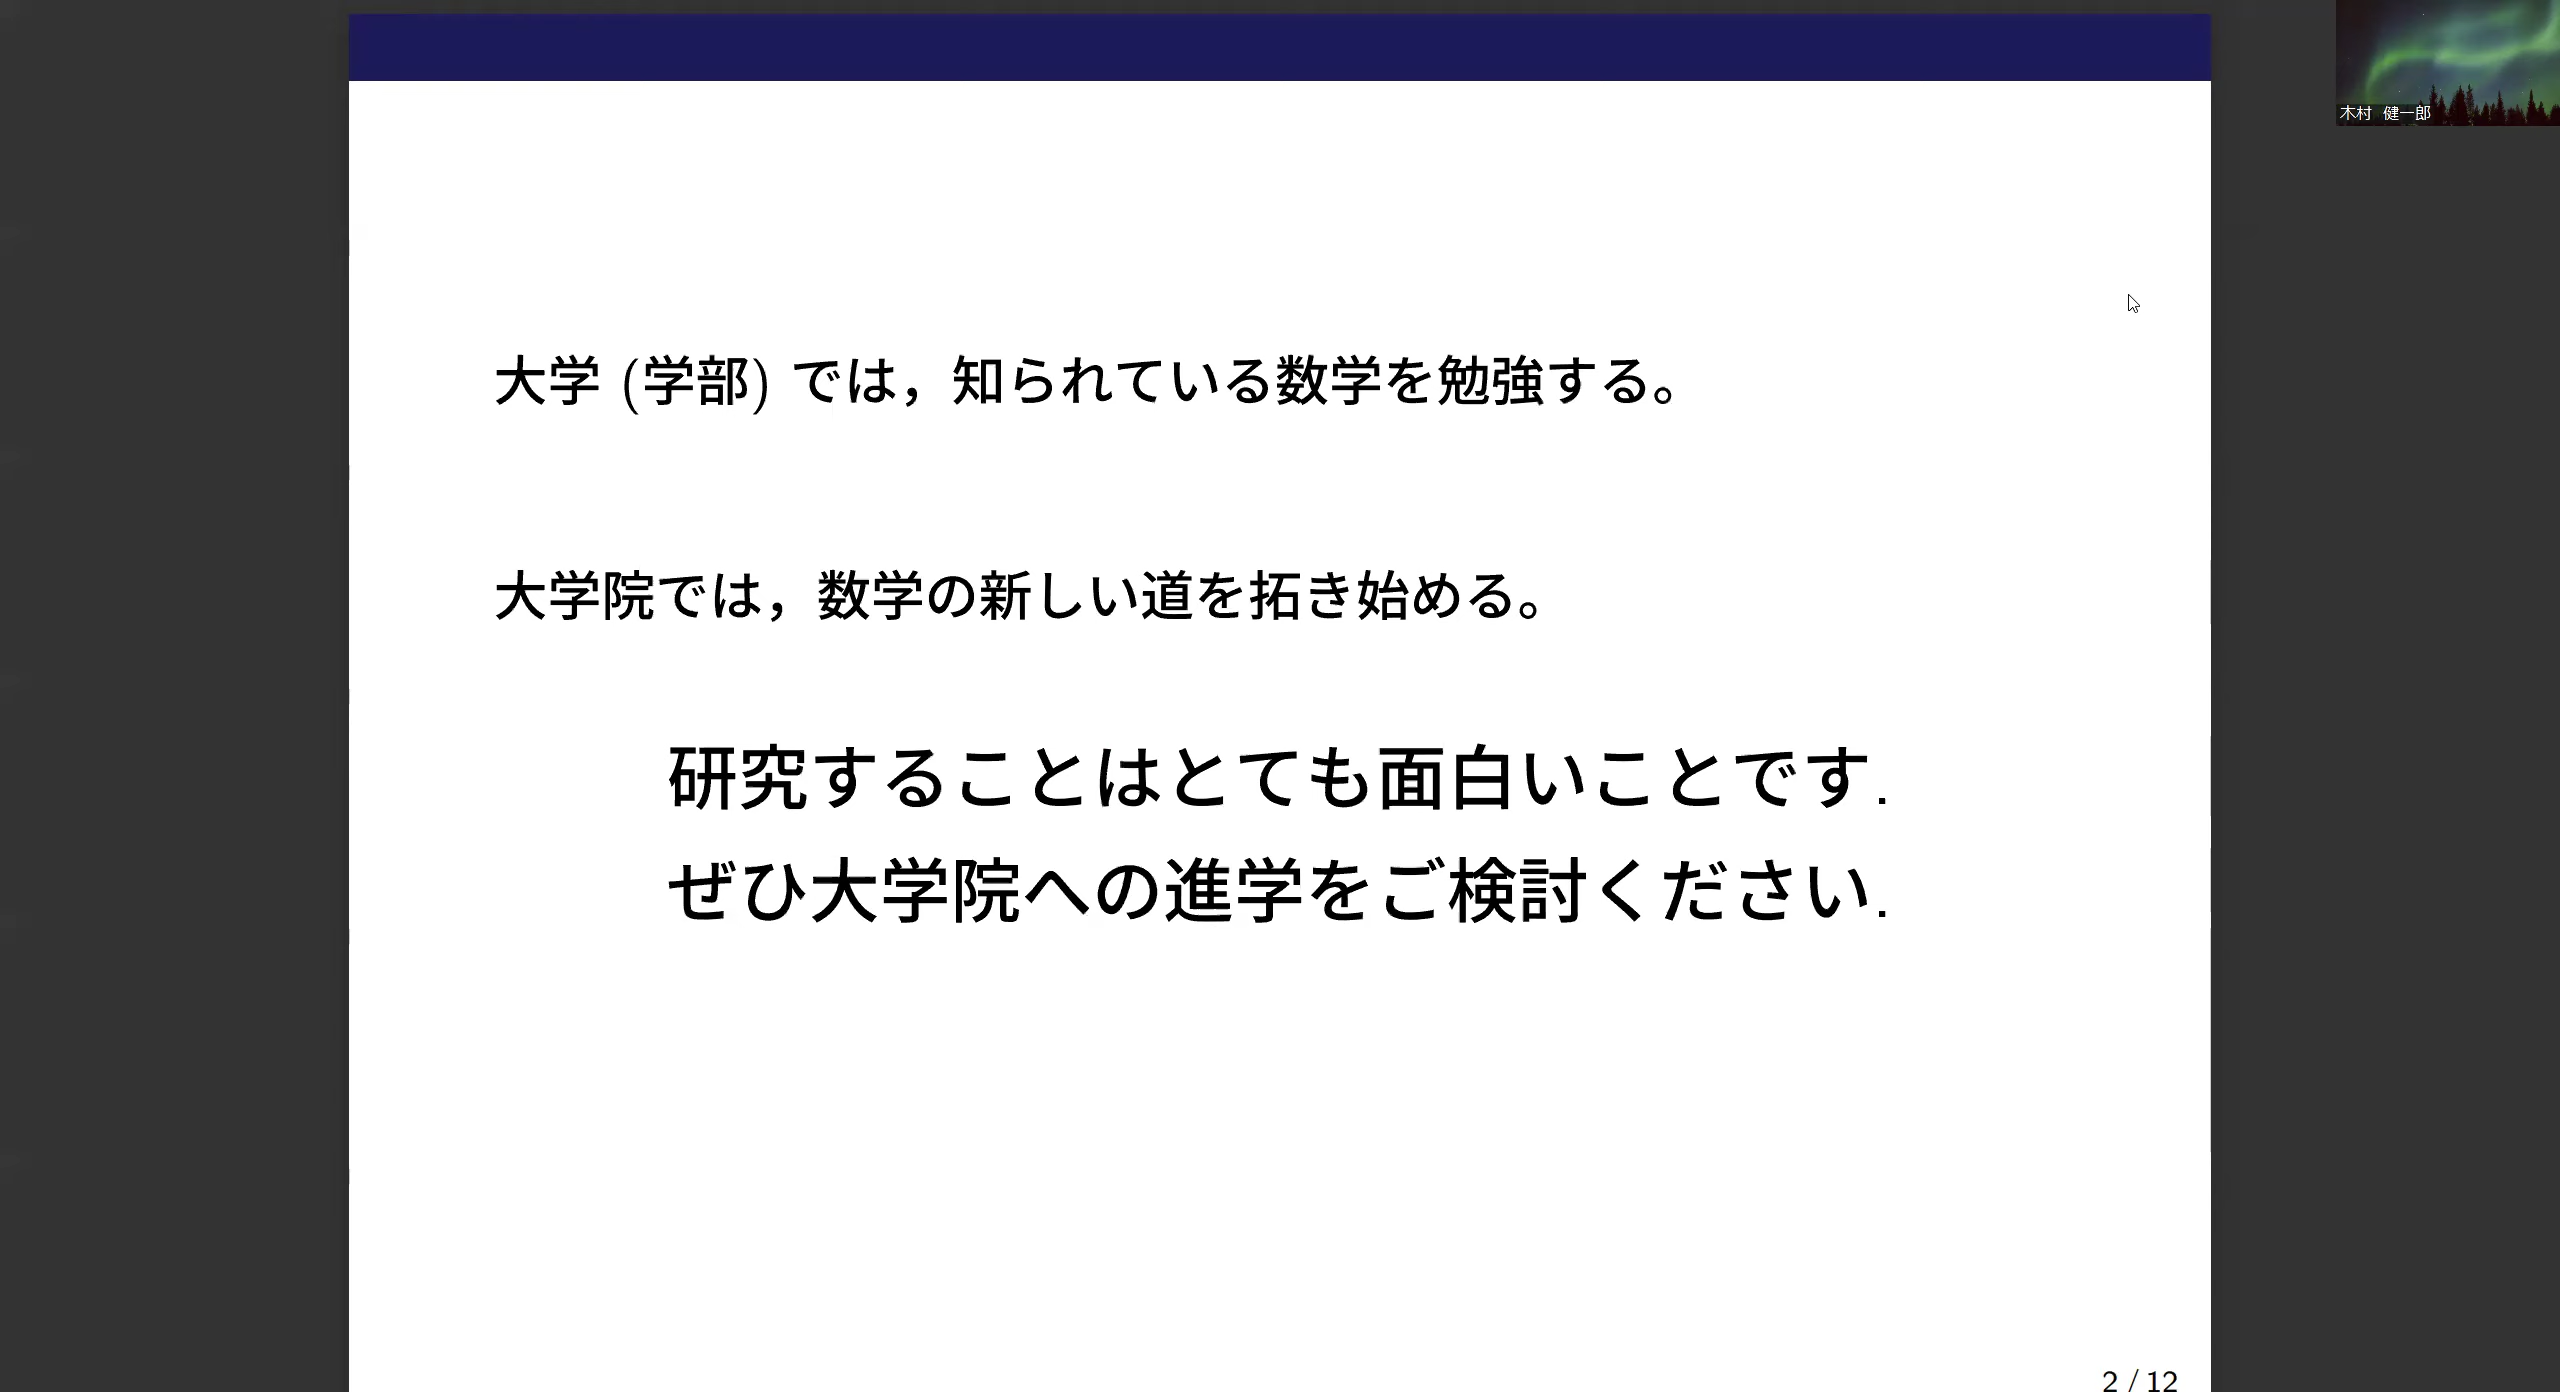 木村 健一郎
大学 (学部) では，知られている数学を勉強する。
大学院では，数学の新しい道を拓き始める。
研究することはとても面白いことです.
ぜひ大学院への進学をご検討ください.
2 / 12